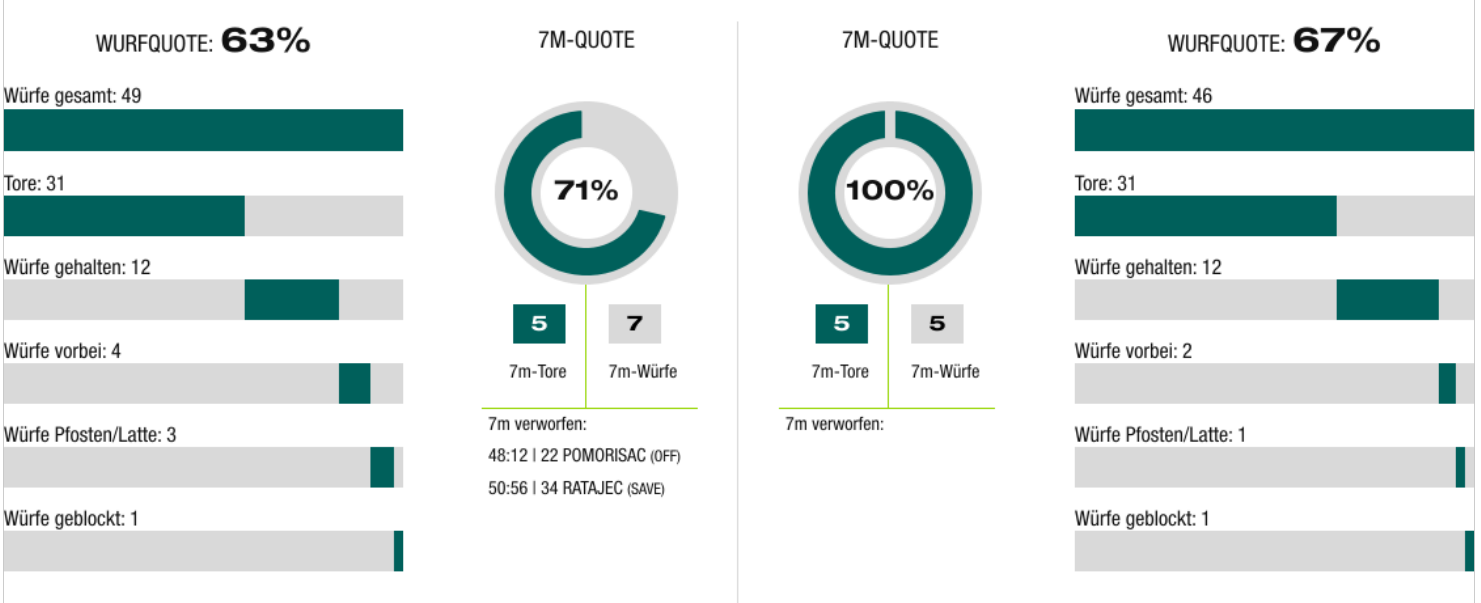 WURFQUOTE: 63%
Würfe gesamt: 49
Tore: 31
Würfe gehalten: 12
Würfe vorbei: 4
Würfe Pfosten/Latte: 3
Würfe geblockt: 1
7M-QUOTE
71%
5 7
7m-Tore 7m-Würfe
7m verworfen:
48:12 | 22 POMORISAC (OFF)
50:56 | 34 RATAJEC (SAVE)
7M-QUOTE
100%
5 5
7m-Tore 7m-Würfe
7m verworfen:
WURFQUOTE: 67%
Würfe gesamt: 46
Tore: 31
Würfe gehalten: 12
Würfe vorbei: 2
Würfe Pfosten/Latte: 1
Würfe geblockt: 1